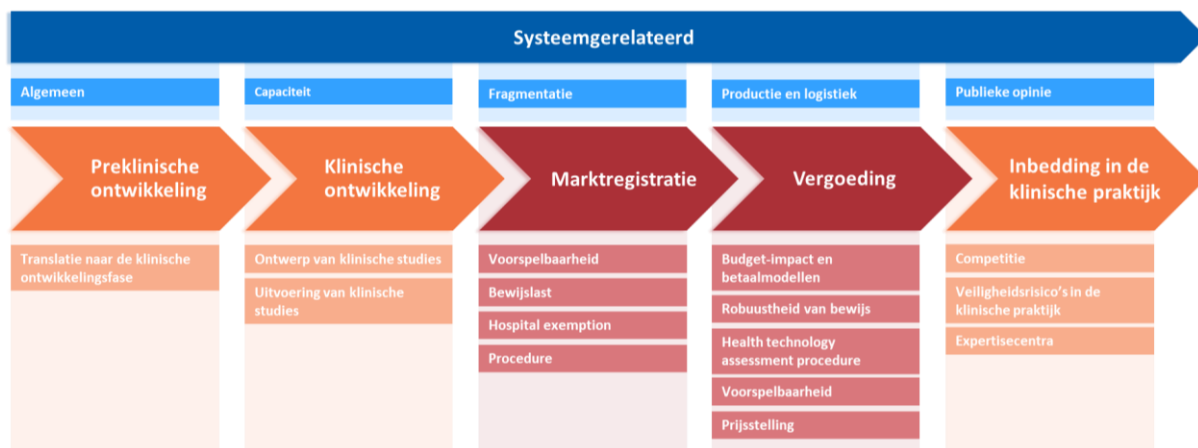 Systeemgerelateerd
Algemeen
Capaciteit
Fragmentatie
Productie en logistiek
Publieke opinie
Preklinische
ontwikkeling
Klinische
ontwikkeling
Marktregistratie
Vergoeding
Inbedding in de
klinische praktijk
Translatie naar de klinische
ontwikkelingsfase
Ontwerp van klinische studies
Uitvoering van klinische
studies
Voorspelbaarheid
Bewijslast
Hospital exemption
Procedure
Budget-impact en
betaalmodellen
Robuustheid van bewijs
Health technology
assessment procedure
Voorspelbaarheid
Prijsstelling
Competitie
Veiligheidsrisico's in de
klinische praktijk
Expertisecentra